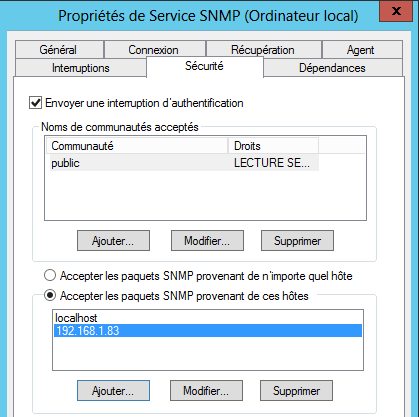 Propriétés de Service SNMP (Ordinateur local)
x
Général Connexion Récupération Agent
Interruptions Sécurité Dépendances
Envoyer une interruption d'authentification
Noms de communautés acceptés
Communauté Droits
public LECTURE SE...
Ajouter... Modifier... Supprimer
Accepter les paquets SNMP provenant de n'importe quel hôte
Accepter les paquets SNMP provenant de ces hôtes
localhost
192.168.1.83
Ajouter... Modifier... Supprimer